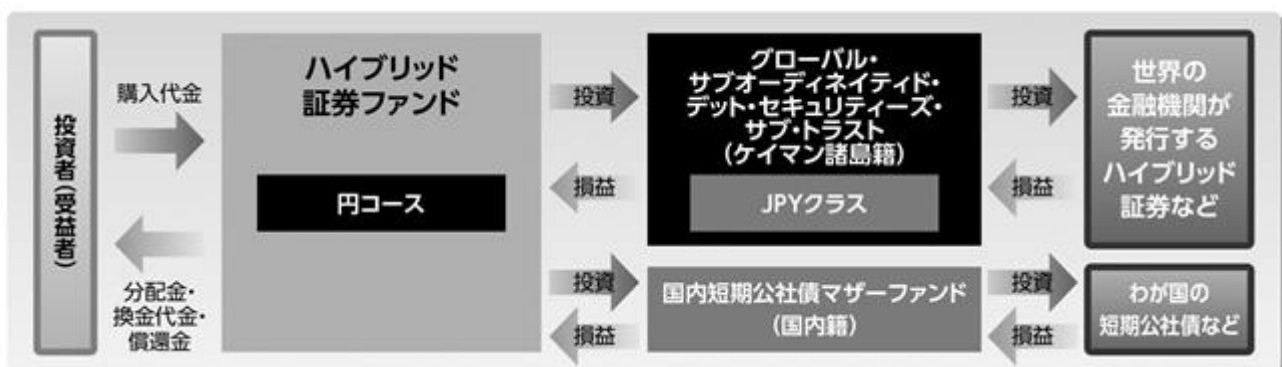 投資者(受益者)
購入代金
分配金・
換金代金・
償還金
ハイブリッド
証券ファンド
円コース
投資
損益
投資
損益
グローバル・
サブオーディネイティド・
デット・セキュリティーズ・
サブ・トラスト
(ケイマン諸島籍)
JPYクラス
国内短期公社債マザーファンド
(国内籍)
投資
損益
投資
損益
世界の
金融機関が
発行する
ハイブリッド
証券など
わが国の
短期公社債など